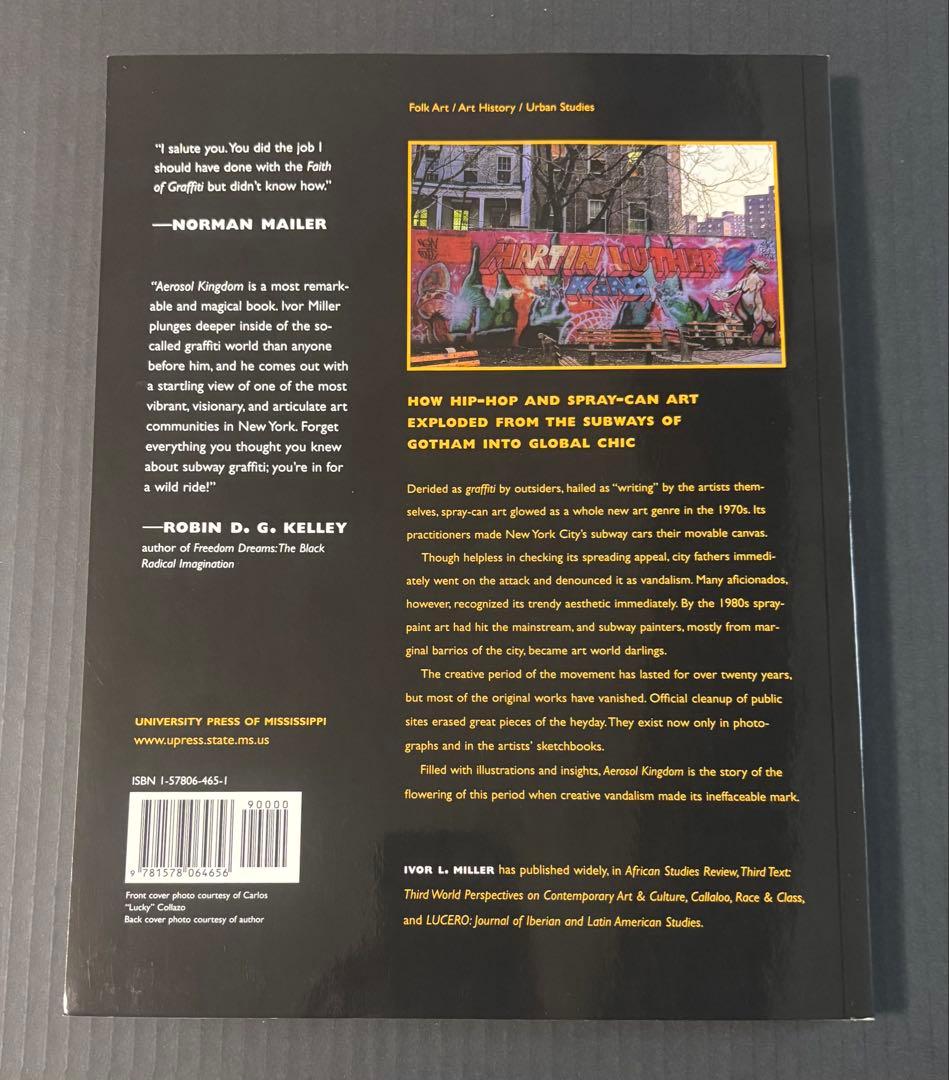 Folk Art / Art History / Urban Studies
"I salute you. You did the job I
should have done with the Faith
of Graffiti but didn't know how."
—NORMAN MAILER
"Aerosol Kingdom is a most remark-
able and magical book. Ivor Miller
plunges deeper inside of the so-
called graffiti world than anyone
before him, and he comes out with
a startling view of one of the most
vibrant, visionary, and articulate art
communities in New York. Forget
everything you thought you knew
about subway graffiti; you're in for
a wild ride!"
—ROBIN D. G. KELLEY
author of Freedom Dreams: The Black
Radical Imagination
UNIVERSITY PRESS OF MISSISSIPPI
www.upress.state.ms.us
ISBN 1-57806-465-1
90000
9 781578 064656
Front cover photo courtesy of Carlos
"Lucky" Collazo
Back cover photo courtesy of author
MARTIN LUTHER
KING
HOW HIP-HOP AND SPRAY-CAN ART
EXPLODED FROM THE SUBWAYS OF
GOTHAM INTO GLOBAL CHIC
Derided as graffiti by outsiders, hailed as "writing" by the artists them-
selves, spray-can art glowed as a whole new art genre in the 1970s. Its
practitioners made New York City's subway cars their movable canvas.
Though helpless in checking its spreading appeal, city fathers immedi-
ately went on the attack and denounced it as vandalism. Many aficionados,
however, recognized its trendy aesthetic immediately. By the 1980s spray-
paint art had hit the mainstream, and subway painters, mostly from mar-
ginal barrios of the city, became art world darlings.
The creative period of the movement has lasted for over twenty years,
but most of the original works have vanished. Official cleanup of public
sites erased great pieces of the heyday. They exist now only in photo-
graphs and in the artists' sketchbooks.
Filled with illustrations and insights, Aerosol Kingdom is the story of the
flowering of this period when creative vandalism made its ineffaceable mark.
IVOR L. MILLER has published widely, in African Studies Review, Third Text:
Third World Perspectives on Contemporary Art & Culture, Callaloo, Race & Class,
and LUCERO: Journal of Iberian and Latin American Studies.